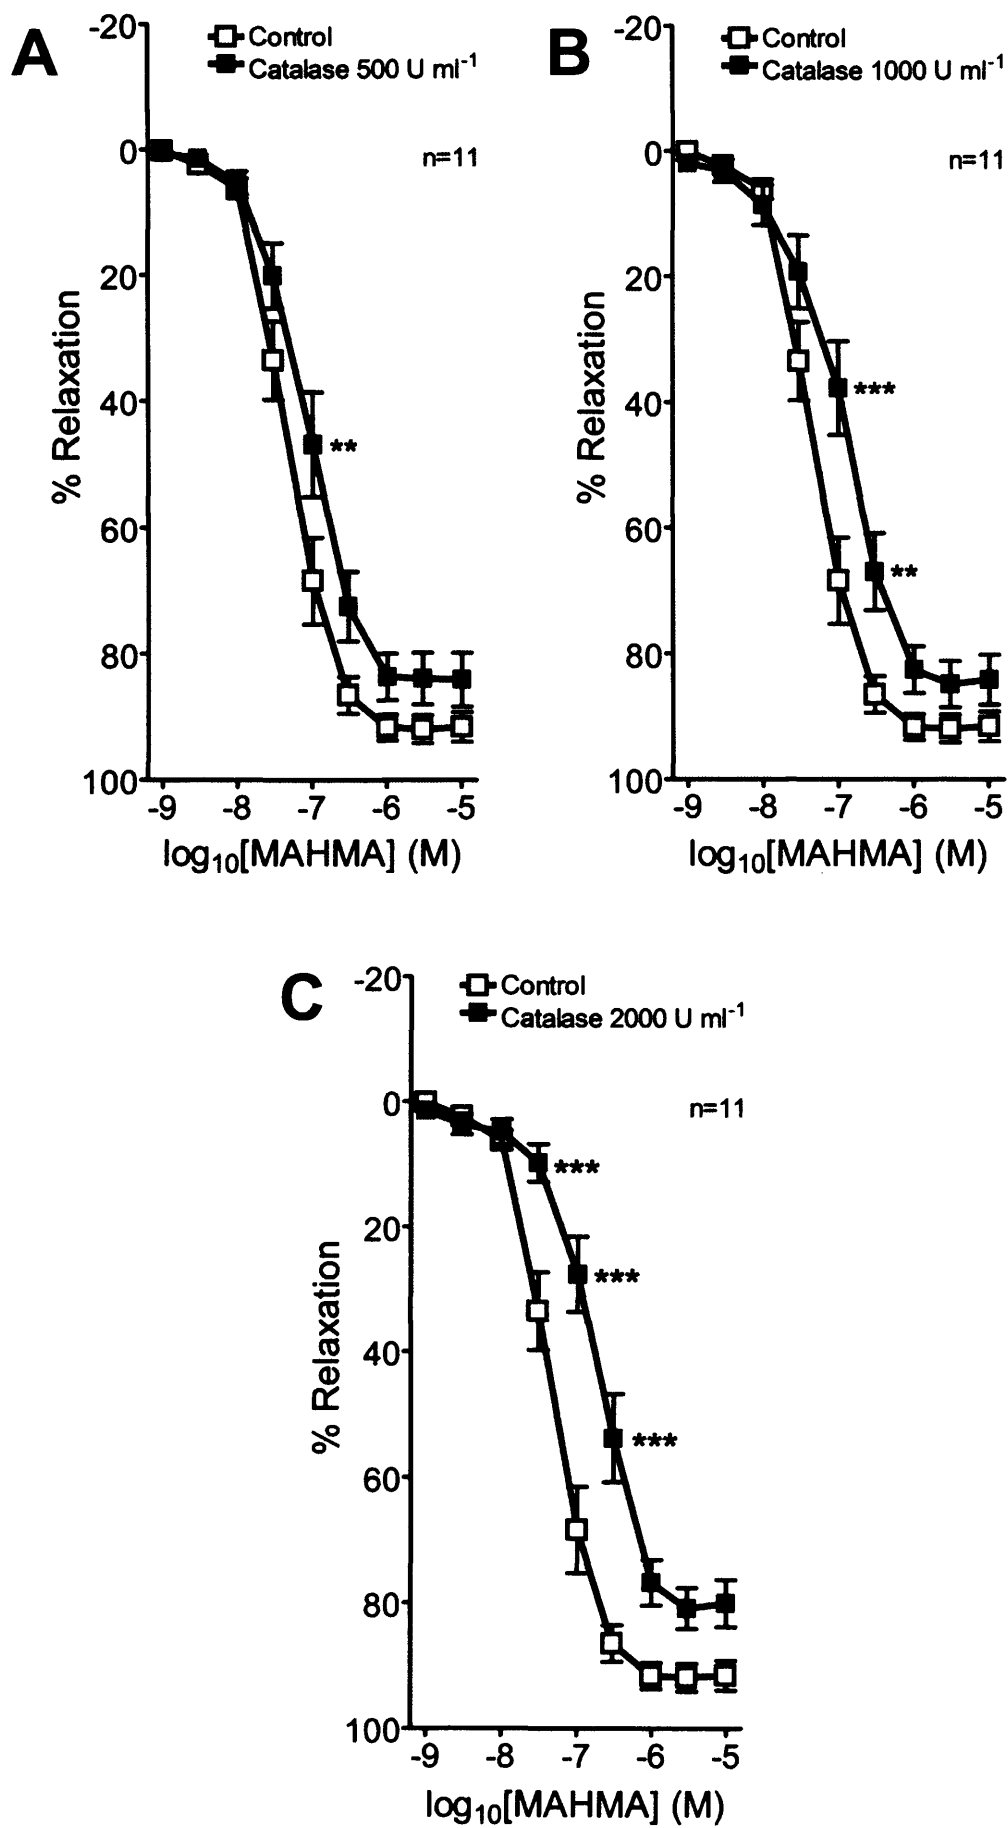 A
-20
Control
Catalase 500 U ml-1
n=11
0
20
40
60
80
100
% Relaxation
**
-9 -8 -7 -6 -5
log10[MAHMA] (M)
B
-20
Control
Catalase 1000 U ml-1
n=11
0
20
40
60
80
100
% Relaxation
***
**
-9 -8 -7 -6 -5
log10[MAHMA] (M)
C
-20
Control
Catalase 2000 U ml-1
n=11
0
20
40
60
80
100
% Relaxation
***
***
***
-9 -8 -7 -6 -5
log10[MAHMA] (M)